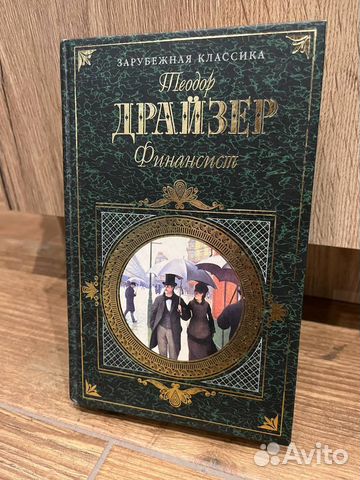 ЗАРУБЕЖНАЯ КЛАССИКА
Теодор
ДРАЙЗЕР
Финансист
Avito